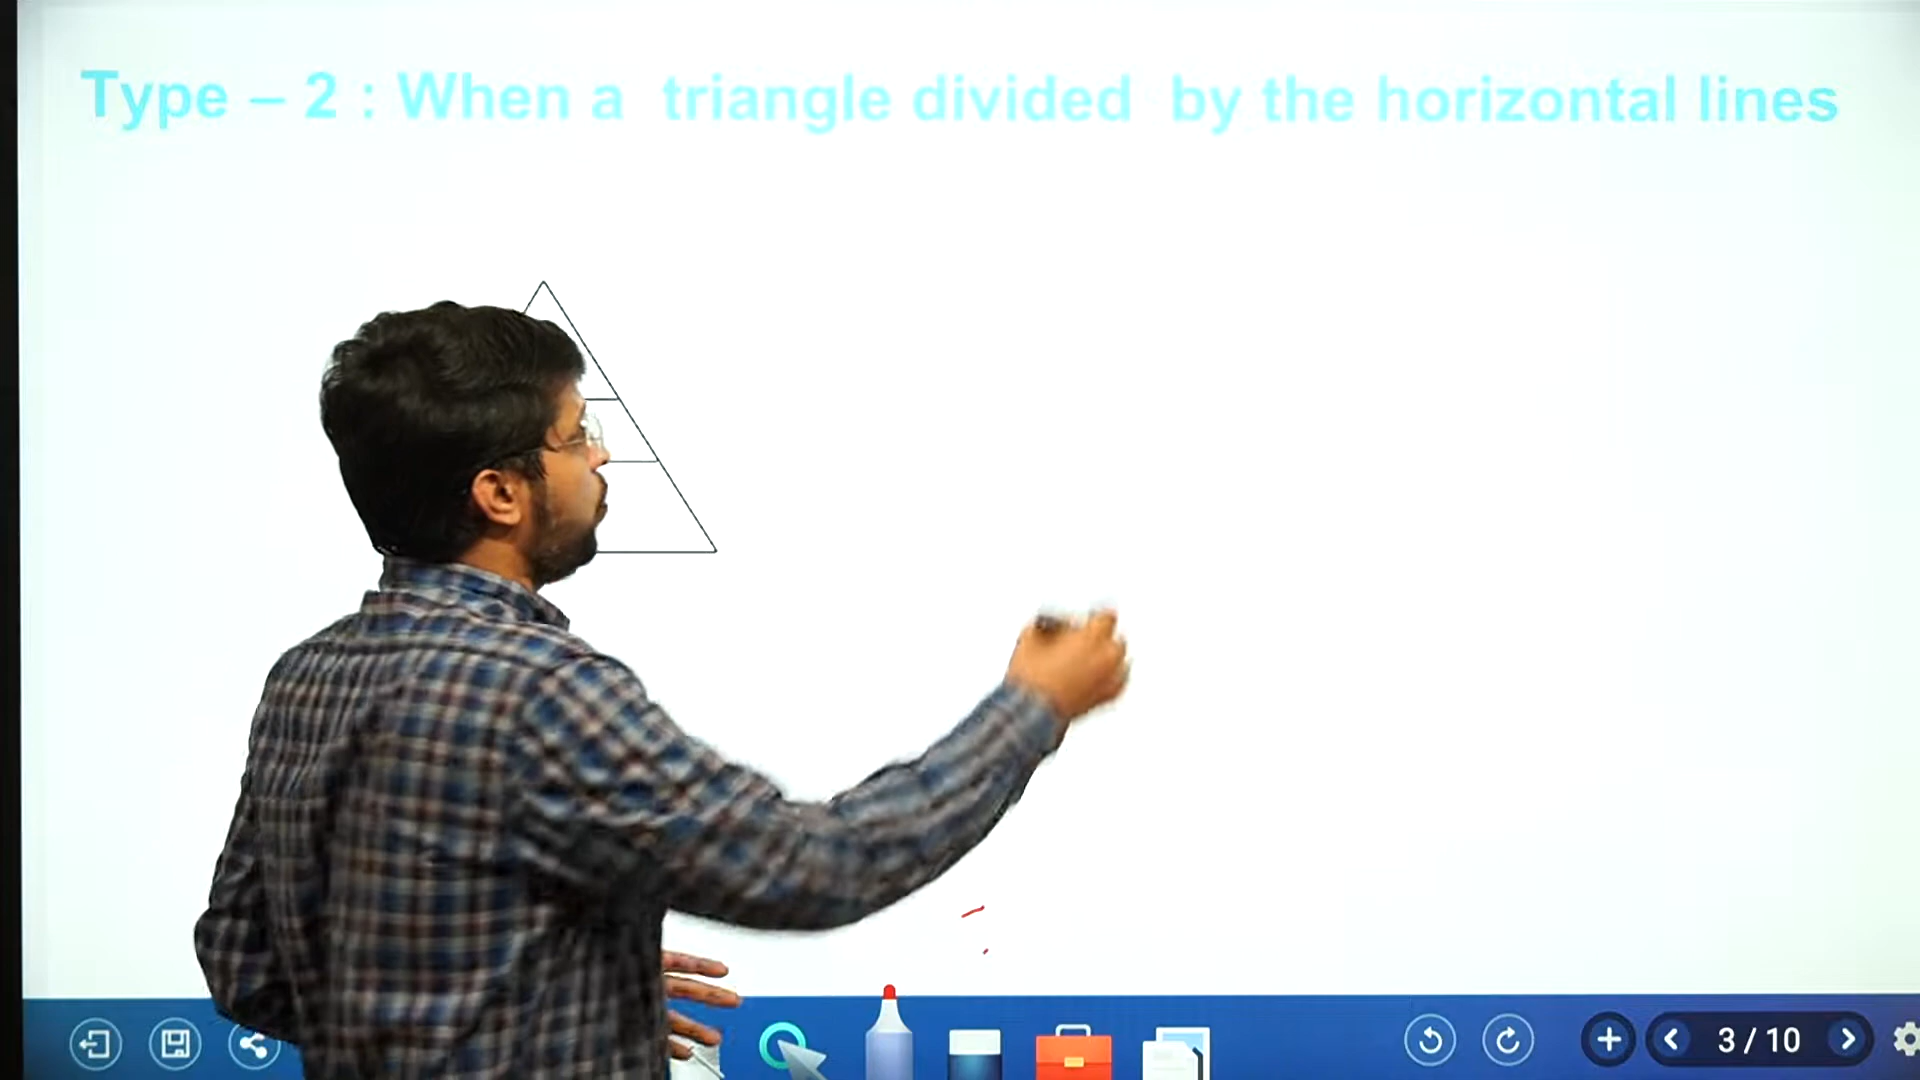 Type – 2 : When a triangle divided by the horizontal lines
3 / 10